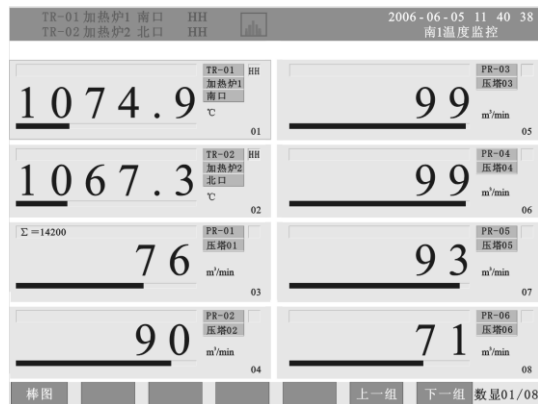 TR-01 加热炉1 南口 HH
TR-02 加热炉2 北口 HH
2006-06-05 11 40 38
南1温度监控
TR-01 HH
加热炉1
南口
1074.9
℃
01
TR-02 HH
加热炉2
北口
1067.3
℃
02
Σ=14200
PR-01
压塔01
76
m³/min
03
PR-02
压塔02
90
m³/min
04
PR-03
压塔03
99
m³/min
05
PR-04
压塔04
99
m³/min
06
PR-05
压塔05
93
m³/min
07
PR-06
压塔06
71
m³/min
08
棒图 上一组 下一组 数显01/08